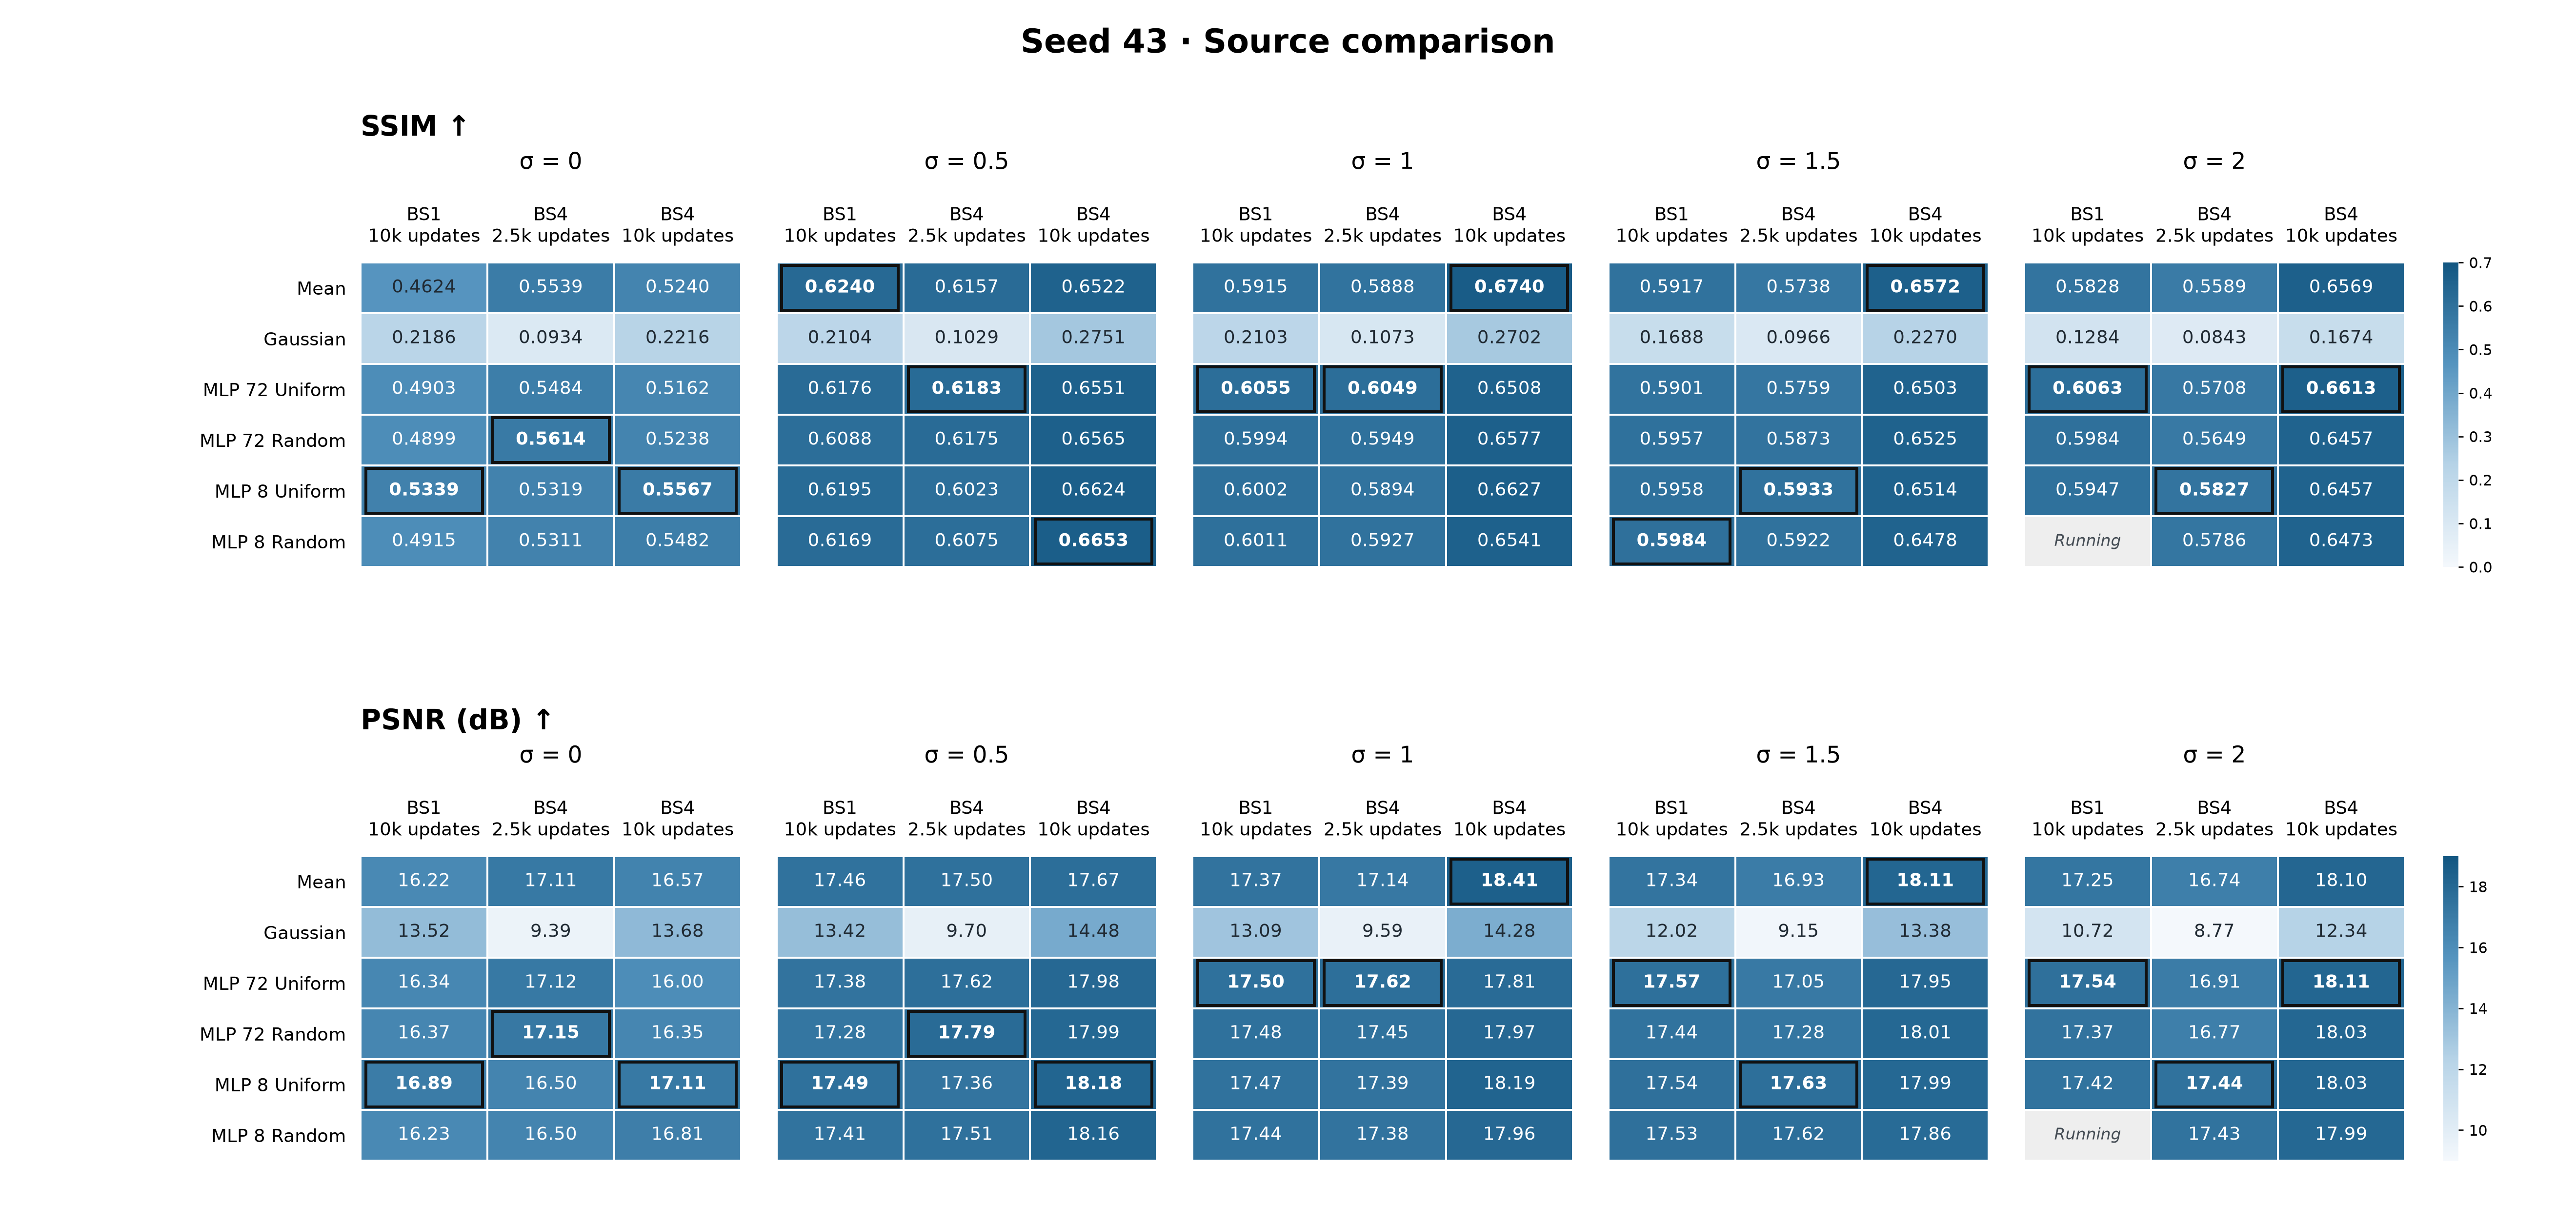 Seed 43 · Source comparison
SSIM ↑
σ = 0 σ = 0.5 σ = 1 σ = 1.5 σ = 2
BS1 BS4 BS4 BS1 BS4 BS4 BS1 BS4 BS4 BS1 BS4 BS4 BS1 BS4 BS4
10k updates 2.5k updates 10k updates 10k updates 2.5k updates 10k updates 10k updates 2.5k updates 10k updates 10k updates 2.5k updates 10k updates 10k updates 2.5k updates 10k updates
Mean 0.4624 0.5539 0.5240 0.6240 0.6157 0.6522 0.5915 0.5888 0.6740 0.5917 0.5738 0.6572 0.5828 0.5589 0.6569
Gaussian 0.2186 0.0934 0.2216 0.2104 0.1029 0.2751 0.2103 0.1073 0.2702 0.1688 0.0966 0.2270 0.1284 0.0843 0.1674
MLP 72 Uniform 0.4903 0.5484 0.5162 0.6176 0.6183 0.6551 0.6055 0.6049 0.6508 0.5901 0.5759 0.6503 0.6063 0.5708 0.6613
MLP 72 Random 0.4899 0.5614 0.5238 0.6088 0.6175 0.6565 0.5994 0.5949 0.6577 0.5957 0.5873 0.6525 0.5984 0.5649 0.6457
MLP 8 Uniform 0.5339 0.5319 0.5567 0.6195 0.6023 0.6624 0.6002 0.5894 0.6627 0.5958 0.5933 0.6514 0.5947 0.5827 0.6457
MLP 8 Random 0.4915 0.5311 0.5482 0.6169 0.6075 0.6653 0.6011 0.5927 0.6541 0.5984 0.5922 0.6478 Running 0.5786 0.6473
0.7
0.6
0.5
0.4
0.3
0.2
0.1
0.0
PSNR (dB) ↑
σ = 0 σ = 0.5 σ = 1 σ = 1.5 σ = 2
BS1 BS4 BS4 BS1 BS4 BS4 BS1 BS4 BS4 BS1 BS4 BS4 BS1 BS4 BS4
10k updates 2.5k updates 10k updates 10k updates 2.5k updates 10k updates 10k updates 2.5k updates 10k updates 10k updates 2.5k updates 10k updates 10k updates 2.5k updates 10k updates
Mean 16.22 17.11 16.57 17.46 17.50 17.67 17.37 17.14 18.41 17.34 16.93 18.11 17.25 16.74 18.10
Gaussian 13.52 9.39 13.68 13.42 9.70 14.48 13.09 9.59 14.28 12.02 9.15 13.38 10.72 8.77 12.34
MLP 72 Uniform 16.34 17.12 16.00 17.38 17.62 17.98 17.50 17.62 17.81 17.57 17.05 17.95 17.54 16.91 18.11
MLP 72 Random 16.37 17.15 16.35 17.28 17.79 17.99 17.48 17.45 17.97 17.44 17.28 18.01 17.37 16.77 18.03
MLP 8 Uniform 16.89 16.50 17.11 17.49 17.36 18.18 17.47 17.39 18.19 17.54 17.63 17.99 17.42 17.44 18.03
MLP 8 Random 16.23 16.50 16.81 17.41 17.51 18.16 17.44 17.38 17.96 17.53 17.62 17.86 Running 17.43 17.99
18
16
14
12
10